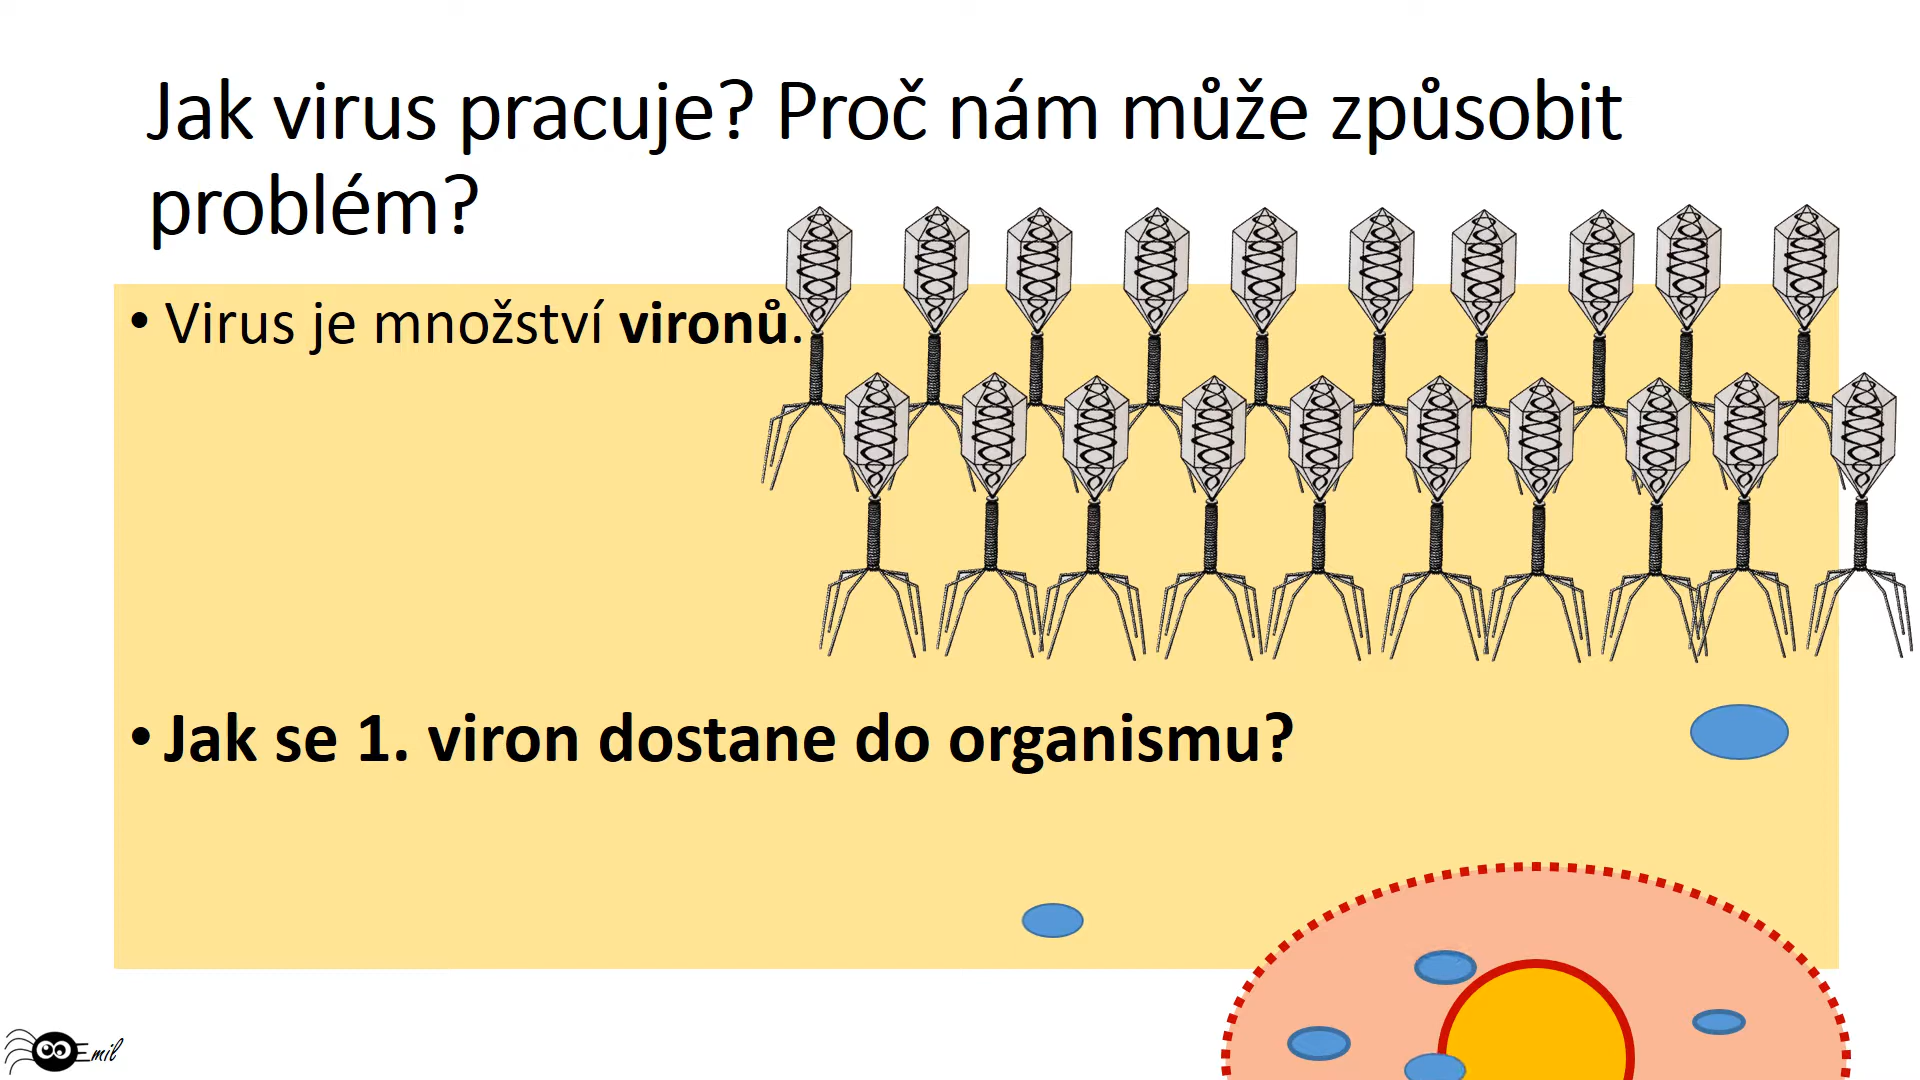 Jak virus pracuje? Proč nám může způsobit
problém?
• Virus je množství vironů.
• Jak se 1. viron dostane do organismu?
Emil